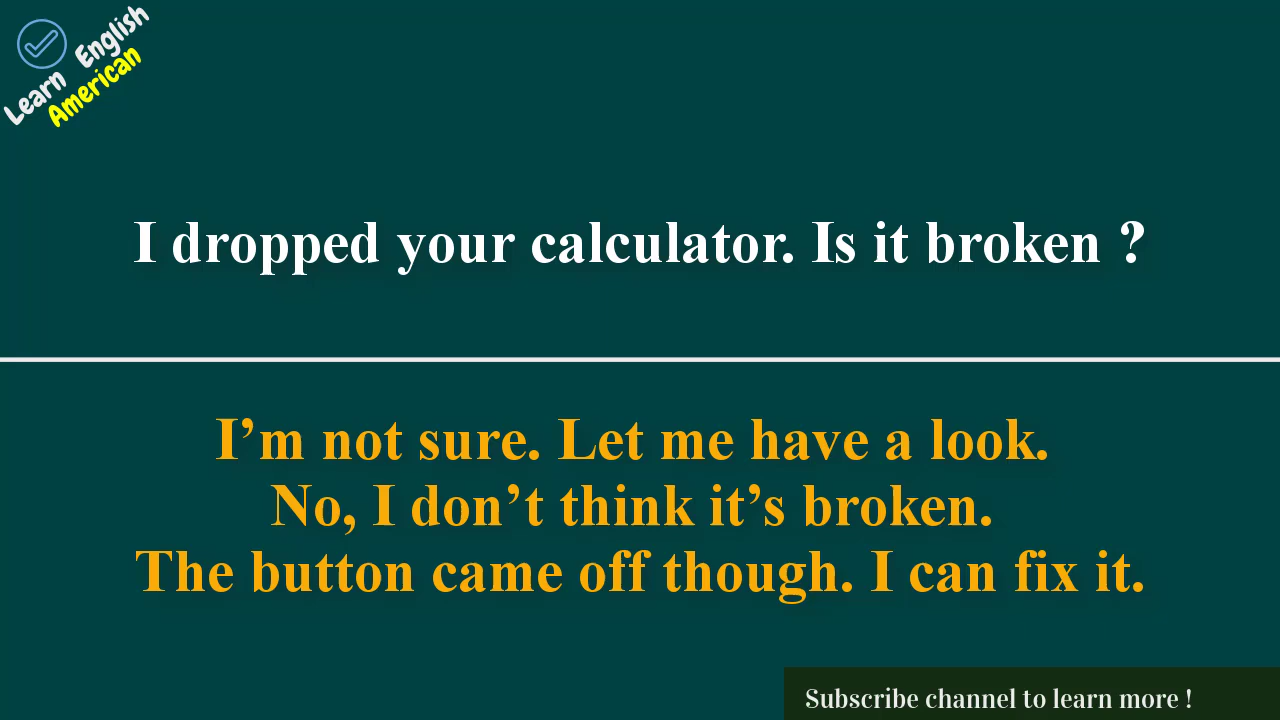 Learn English
American
I dropped your calculator. Is it broken ?
I’m not sure. Let me have a look.
No, I don’t think it’s broken.
The button came off though. I can fix it.
Subscribe channel to learn more !